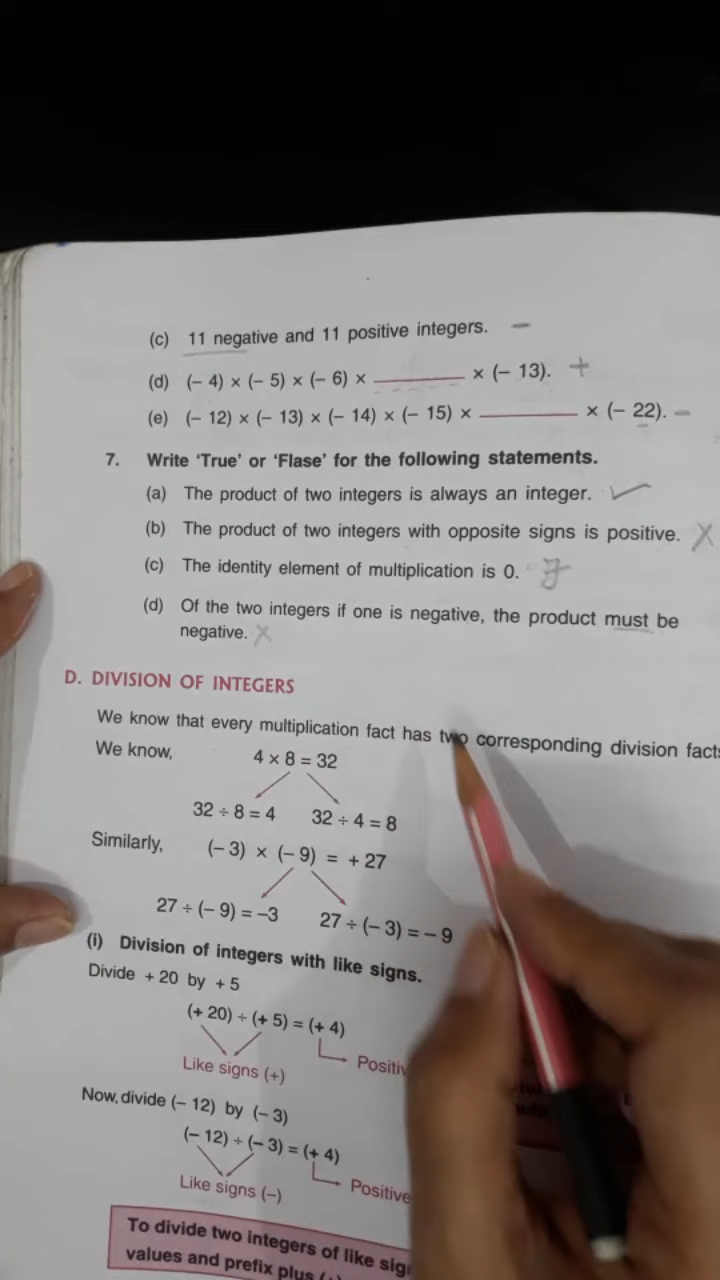 (c) 11 negative and 11 positive integers. –
(d) (– 4) × (– 5) × (– 6) × ________ × (– 13). +
(e) (– 12) × (– 13) × (– 14) × (– 15) × ________ × (– 22). –
7. Write 'True' or 'Flase' for the following statements.
(a) The product of two integers is always an integer. ✓
(b) The product of two integers with opposite signs is positive. X
(c) The identity element of multiplication is 0.
(d) Of the two integers if one is negative, the product must be
negative. X
D. DIVISION OF INTEGERS
We know that every multiplication fact has two corresponding division facts
We know, 4 × 8 = 32
32 ÷ 8 = 4 32 ÷ 4 = 8
Similarly, (– 3) × (– 9) = + 27
27 ÷ (– 9) = –3 27 ÷ (– 3) = – 9
(i) Division of integers with like signs.
Divide + 20 by + 5
(+ 20) ÷ (+ 5) = (+ 4)
Like signs (+) Positiv
Now, divide (– 12) by (– 3)
(– 12) ÷ (– 3) = (+ 4)
Like signs (–) Positive
To divide two integers of like sig
values and prefix plus (